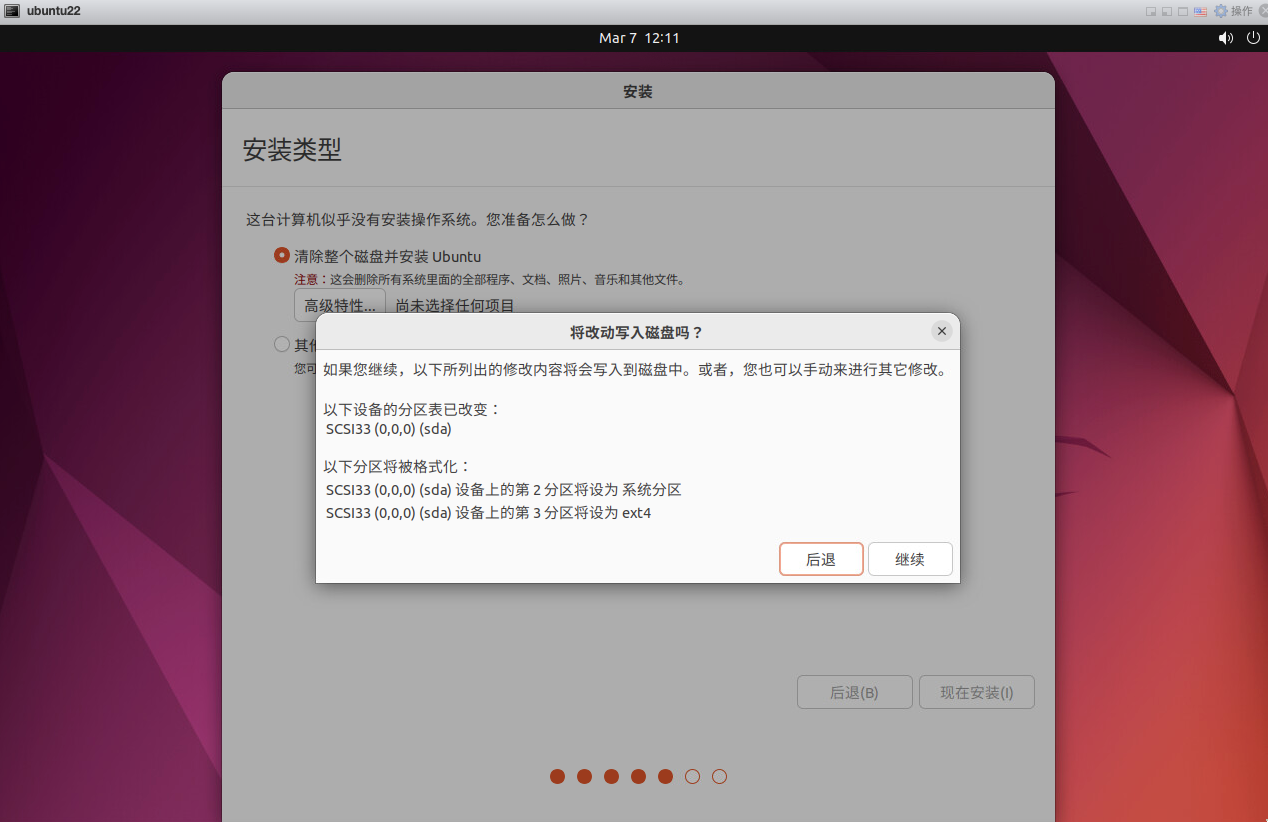 ubuntu22
操作
Mar 7 12:11
安装
安装类型
这台计算机似乎没有安装操作系统。您准备怎么做？
清除整个磁盘并安装 Ubuntu
注意：这会删除所有系统里面的全部程序、文档、照片、音乐和其他文件。
高级特性... 尚未选择任何项目
其他
您可
将改动写入磁盘吗？
如果您继续，以下所列出的修改内容将会写入到磁盘中。或者，您也可以手动来进行其它修改。
以下设备的分区表已改变：
SCSI33 (0,0,0) (sda)
以下分区将被格式化：
SCSI33 (0,0,0) (sda) 设备上的第 2 分区将设为 系统分区
SCSI33 (0,0,0) (sda) 设备上的第 3 分区将设为 ext4
后退 继续
后退(B) 现在安装(I)